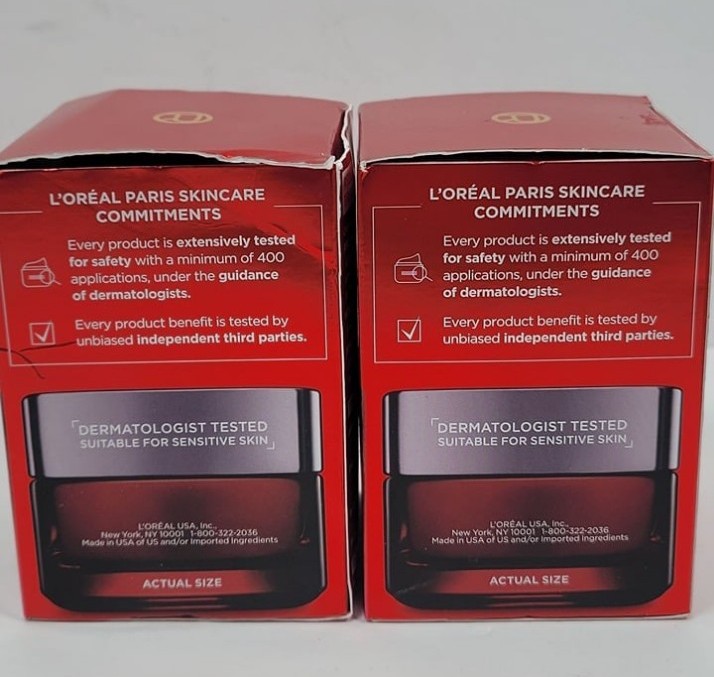 L'ORÉAL PARIS SKINCARE
COMMITMENTS
Every product is extensively tested
for safety with a minimum of 400
applications, under the guidance
of dermatologists.
Every product benefit is tested by
unbiased independent third parties.
DERMATOLOGIST TESTED
SUITABLE FOR SENSITIVE SKIN
L'ORÉAL USA, Inc.,
New York, NY 10001 1-800-322-2036
Made in USA of US and/or Imported Ingredients
ACTUAL SIZE
L'ORÉAL PARIS SKINCARE
COMMITMENTS
Every product is extensively tested
for safety with a minimum of 400
applications, under the guidance
of dermatologists.
Every product benefit is tested by
unbiased independent third parties.
DERMATOLOGIST TESTED
SUITABLE FOR SENSITIVE SKIN
L'ORÉAL USA, Inc.,
New York, NY 10001 1-800-322-2036
Made in USA of US and/or Imported Ingredients
ACTUAL SIZE